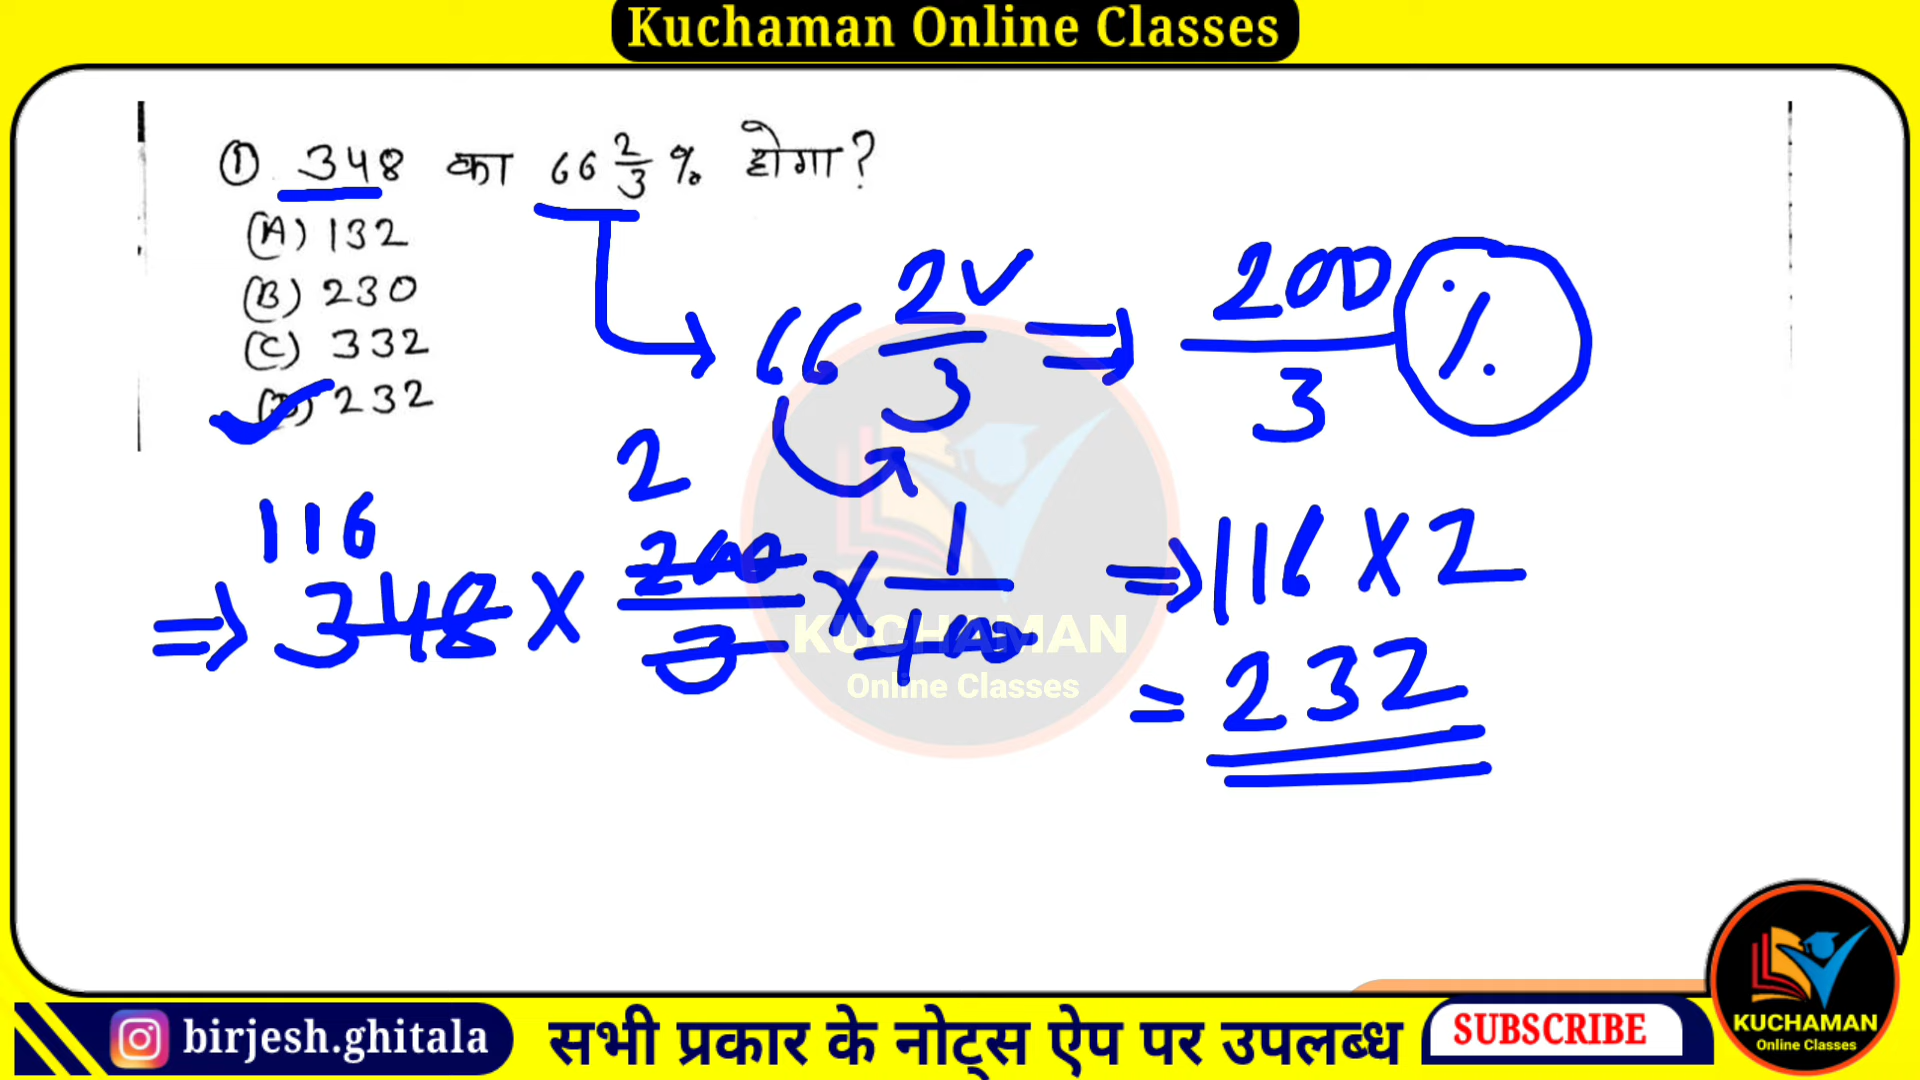 Kuchaman Online Classes
① 348 का 66 2/3 % होगा?
(A) 132
(B) 230
(C) 332
(D) 232
66 2/3 ⇒ 200/3 %
116 2
⇒ 348 × 200/3 × 1/100 ⇒ 116 × 2
= 232
KUCHAMAN
Online Classes
birjesh.ghitala
सभी प्रकार के नोट्स ऐप पर उपलब्ध
SUBSCRIBE
KUCHAMAN
Online Classes